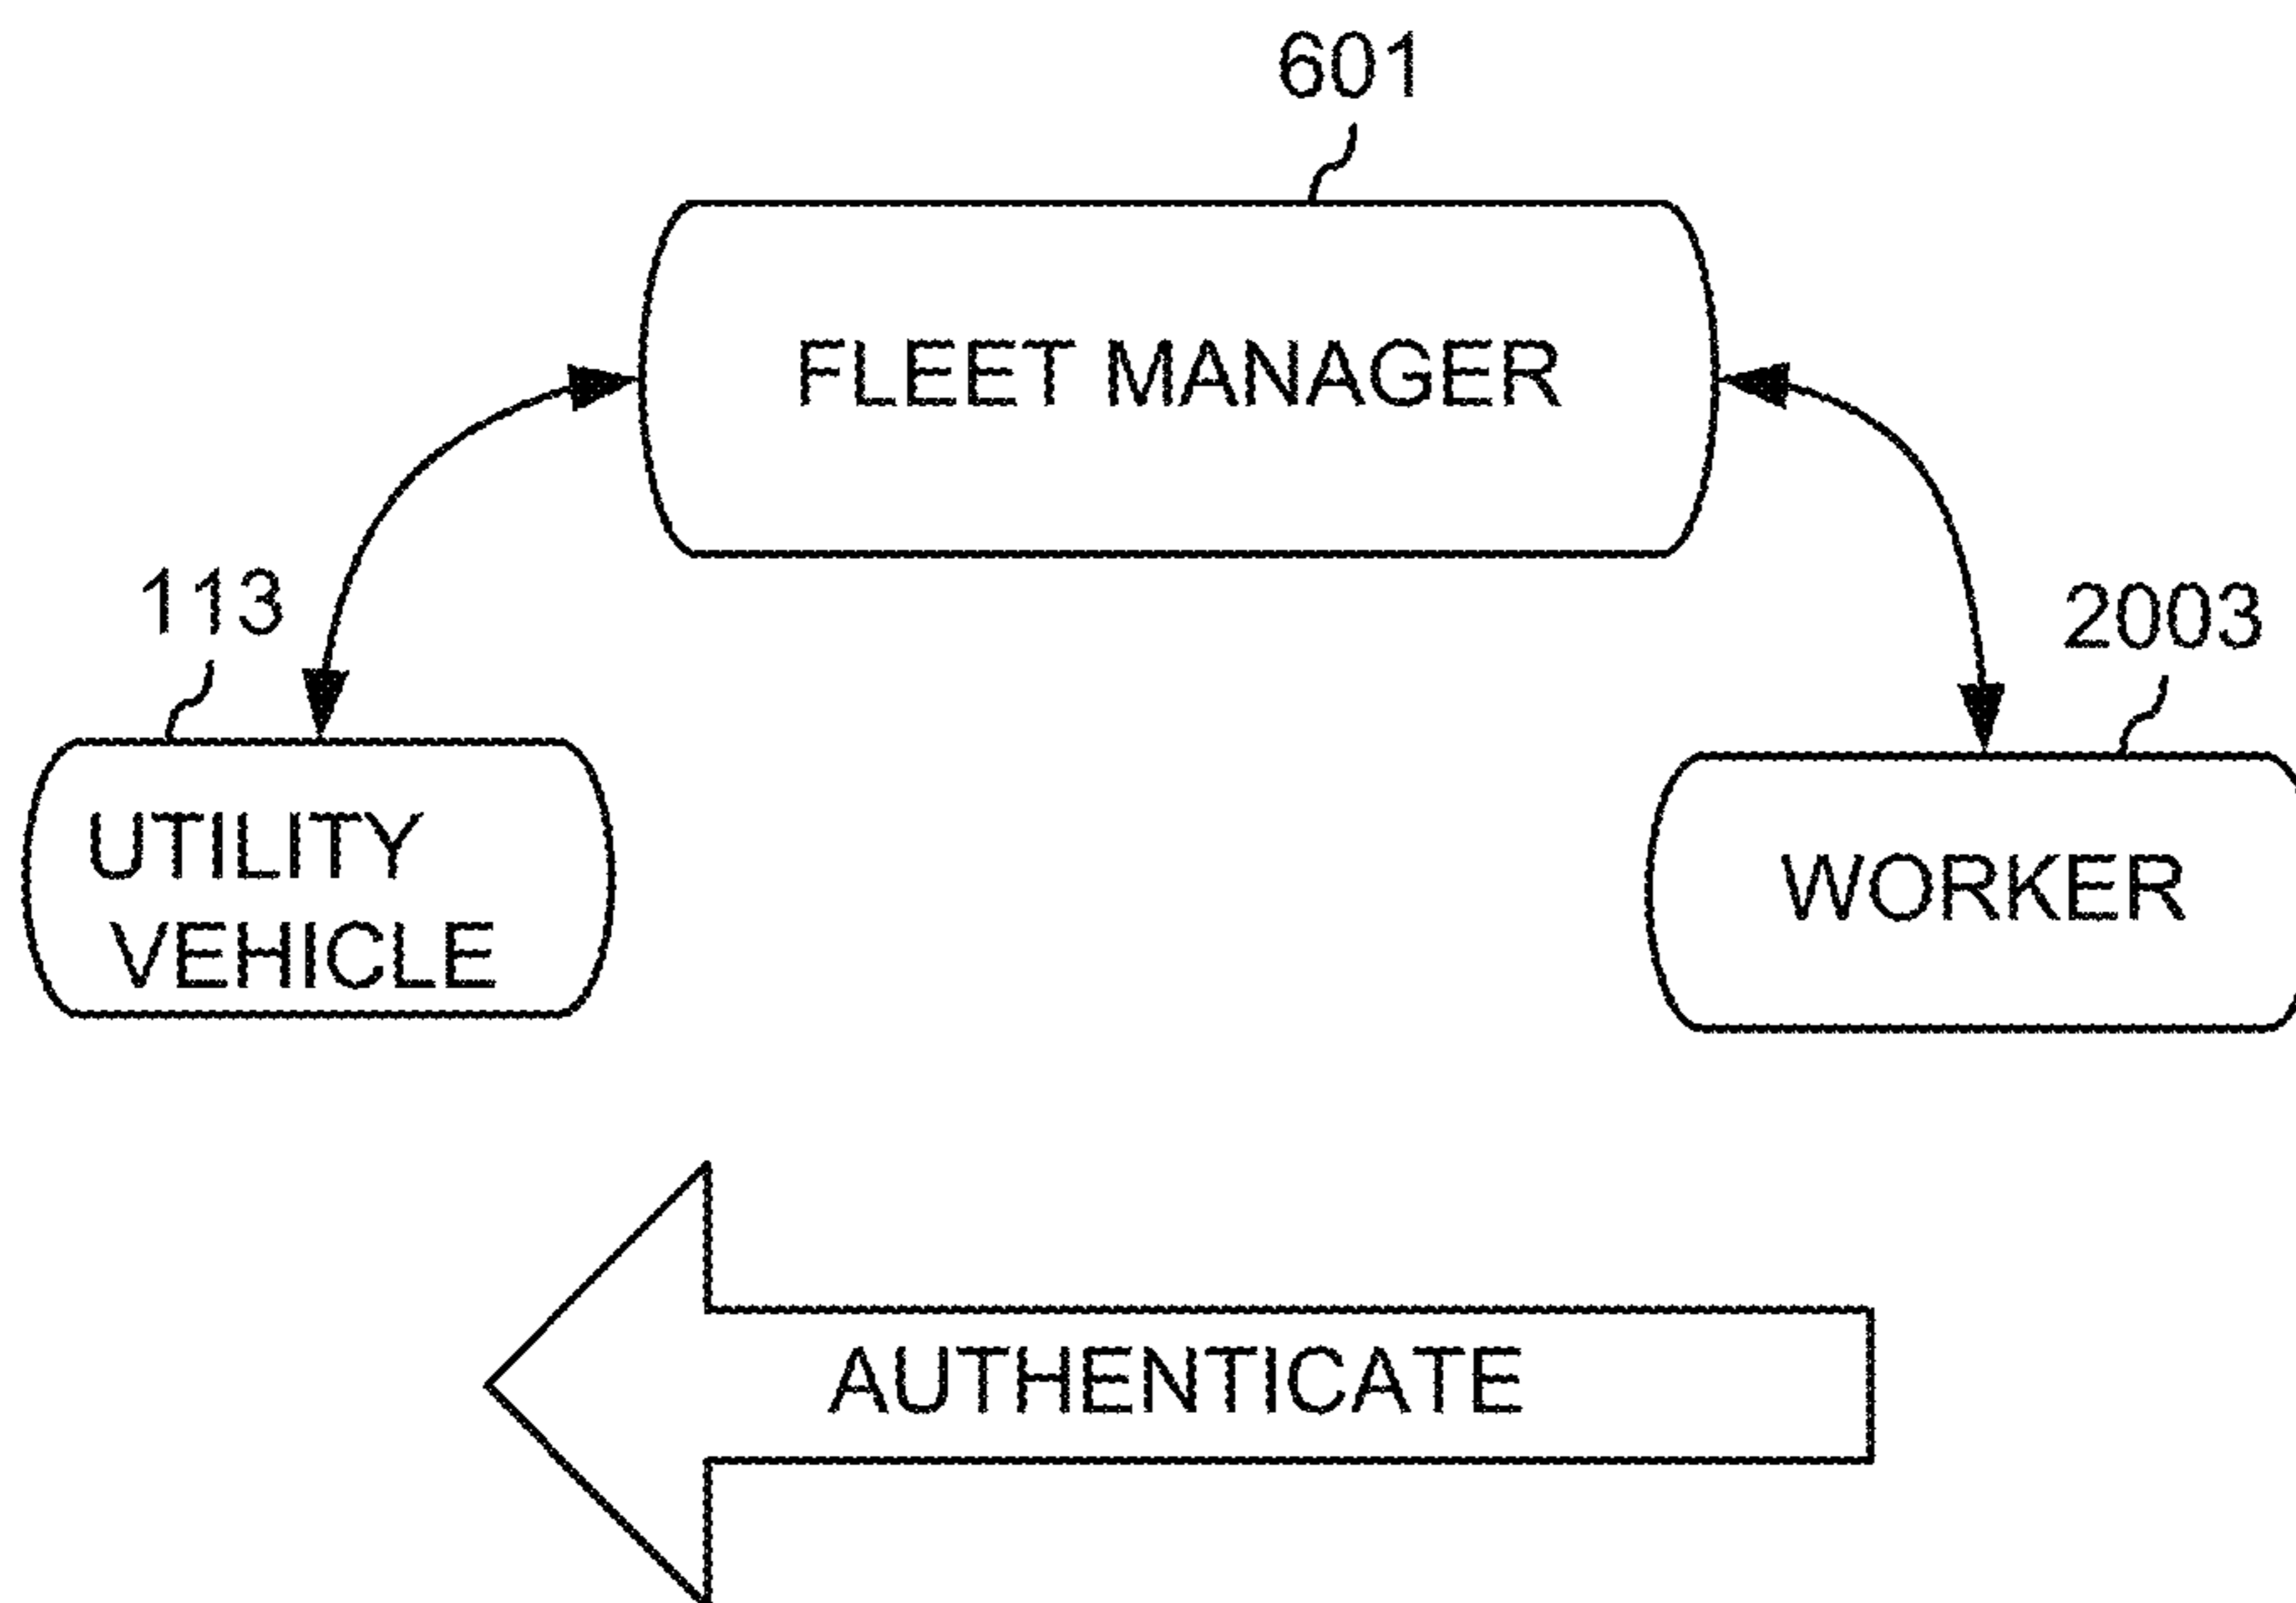 601
FLEET MANAGER
113
2003
UTILITY
VEHICLE
WORKER
AUTHENTICATE